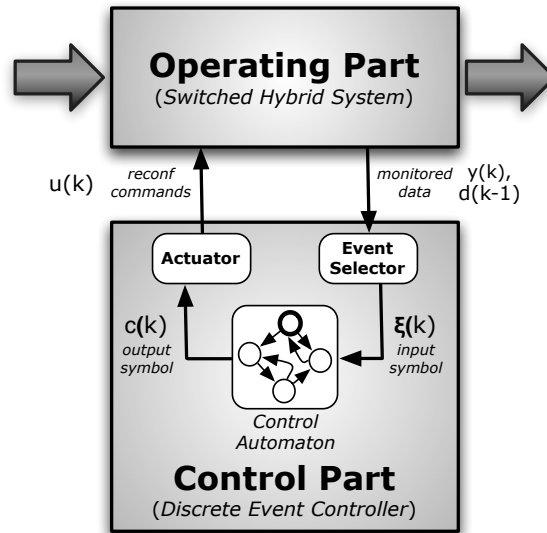 Operating Part
(Switched Hybrid System)
u(k)
reconf
commands
monitored
data
y(k),
d(k-1)
Actuator
Event
Selector
c(k)
output
symbol
ξ(k)
input
symbol
Control
Automaton
Control Part
(Discrete Event Controller)